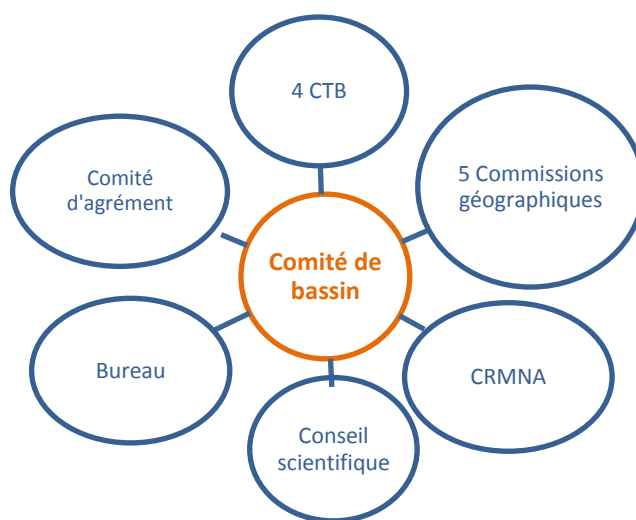 4 CTB
5 Commissions
géographiques
Comité
d'agrément
Comité de
bassin
Bureau
CRMNA
Conseil
scientifique